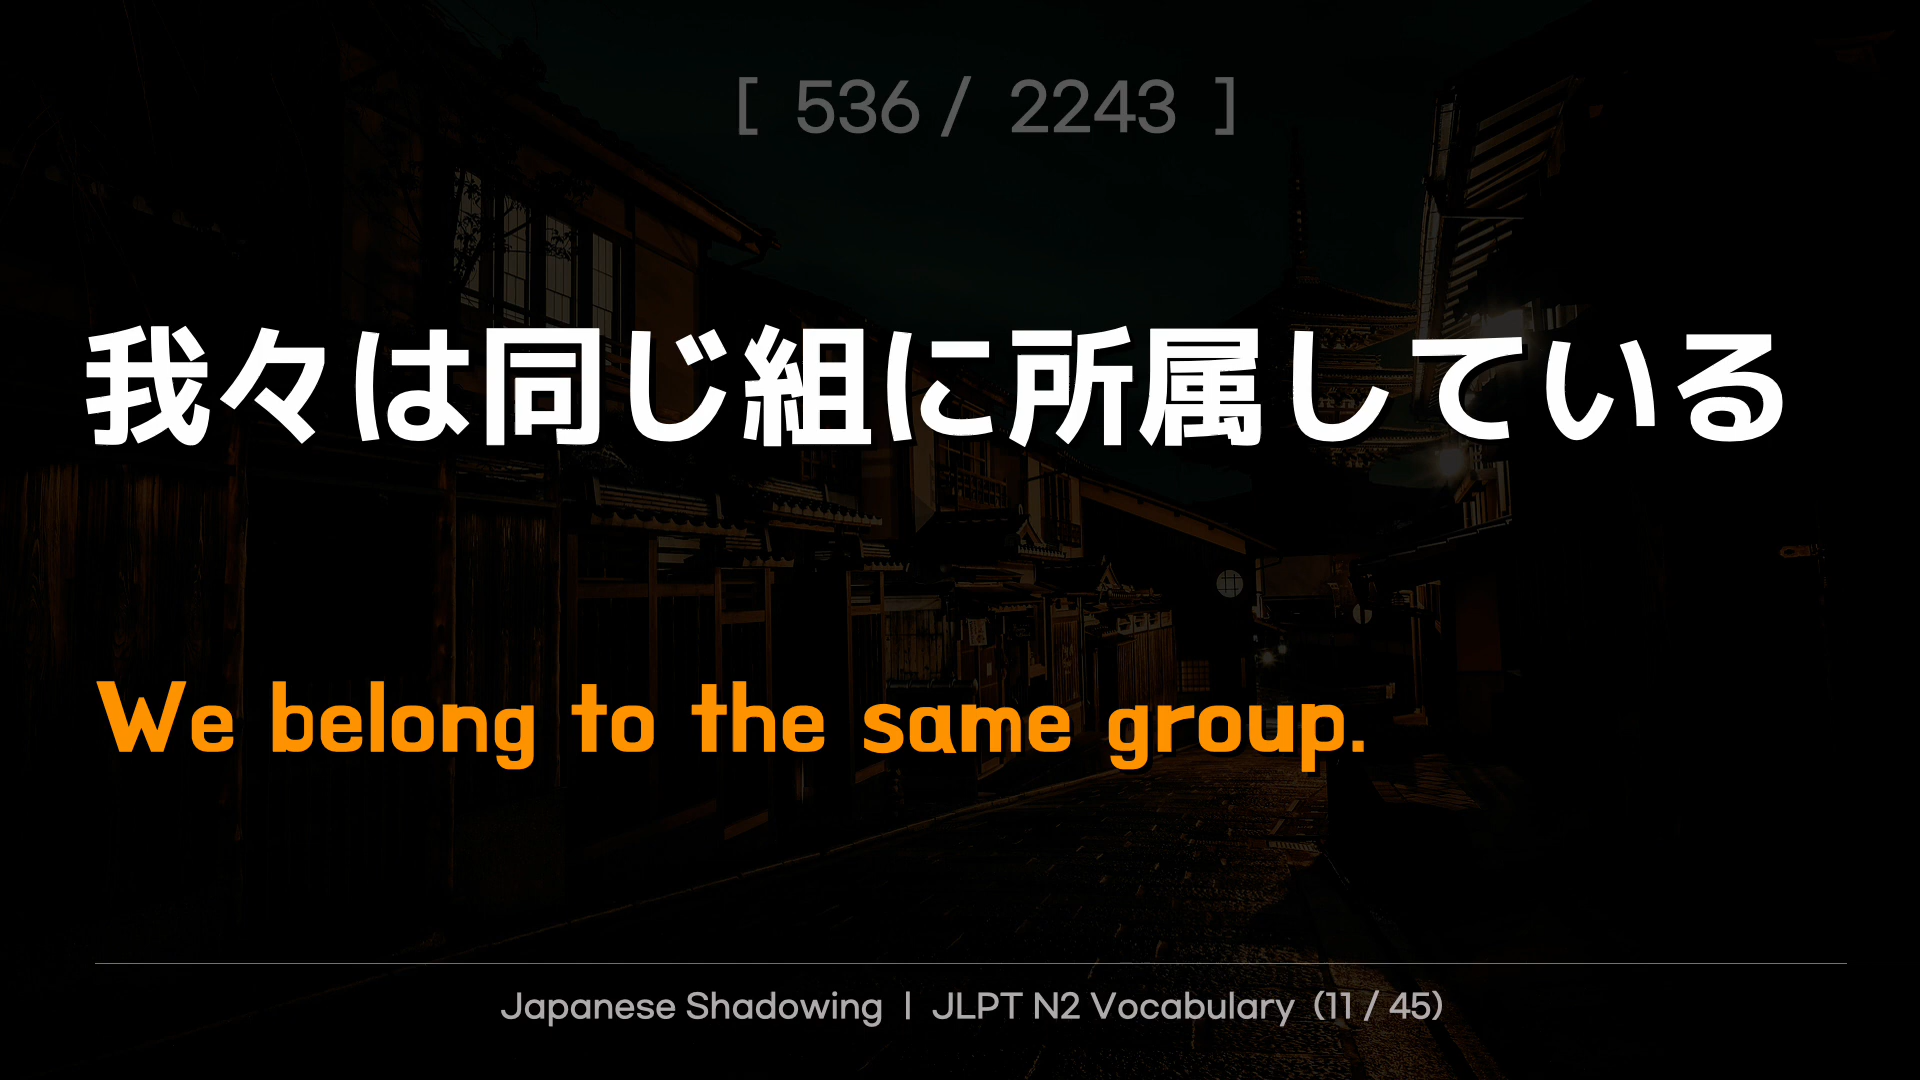 [ 536 / 2243 ]
我々は同じ組に所属している
We belong to the same group.
Japanese Shadowing | JLPT N2 Vocabulary (11 / 45)